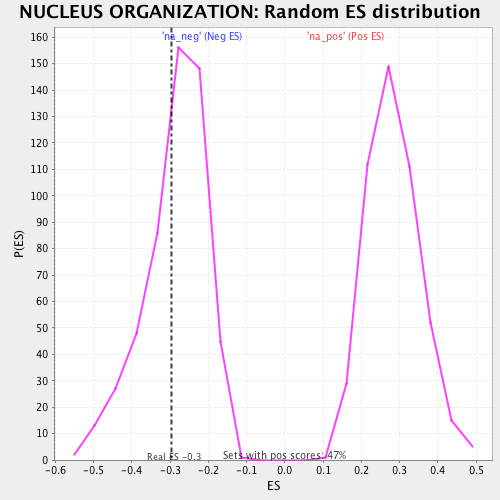 NUCLEUS ORGANIZATION: Random ES distribution
'na_neg' (Neg ES)
'na_pos' (Pos ES)
160
150
140
130
120
110
100
90
80
70
60
50
40
30
20
10
0
P(ES)
Real ES -0.3
Sets with pos scores: 47%
-0.6 -0.5 -0.4 -0.3 -0.2 -0.1 0.0 0.1 0.2 0.3 0.4 0.5
ES